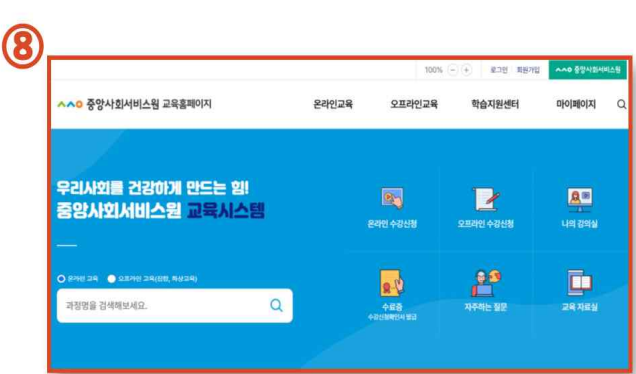 ⑧
100% − + 로그인 회원가입 중앙사회서비스원
중앙사회서비스원 교육홈페이지 온라인교육 오프라인교육 학습지원센터 마이페이지
우리사회를 건강하게 만드는 힘!
중앙사회서비스원 교육시스템
온라인 수강신청 오프라인 수강신청 나의 강의실
온라인 교육 오프라인 교육(집합, 화상교육)
과정명을 검색해보세요.
수료증 자주하는 질문 교육 자료실
수강신청확인서 발급